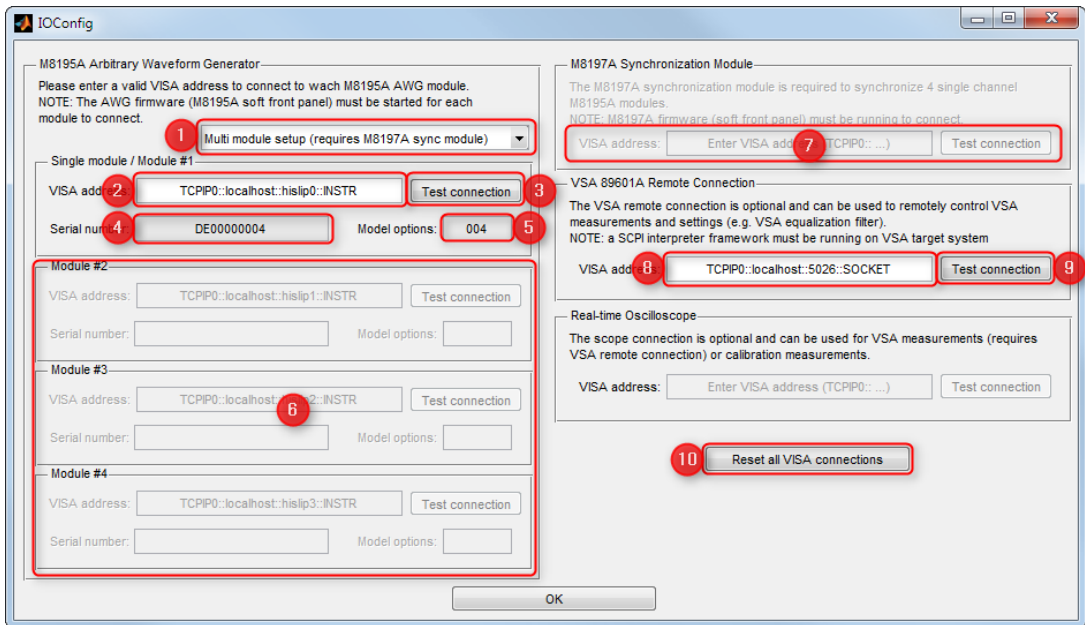 IOConfig
M8195A Arbitrary Waveform Generator
Please enter a valid VISA address to connect to wach M8195A AWG module.
NOTE: The AWG firmware (M8195A soft front panel) must be started for each
module to connect.
1
Multi module setup (requires M8197A sync module)
Single module / Module #1
VISA address: 2 TCPIP0::localhost::hislip0::INSTR Test connection 3
Serial number: 4 DE00000004 Model options: 004 5
Module #2
VISA address: TCPIP0::localhost::hislip1::INSTR Test connection
Serial number: Model options:
Module #3
VISA address: TCPIP0::localhost::hislip2::INSTR Test connection
6
Serial number: Model options:
Module #4
VISA address: TCPIP0::localhost::hislip3::INSTR Test connection
Serial number: Model options:
M8197A Synchronization Module
The M8197A synchronization module is required to synchronize 4 single channel
M8195A modules.
NOTE: M8197A firmware (soft front panel) must be running to connect.
VISA address: Enter VISA address (TCPIP0:: ...) 7 Test connection
VSA 89601A Remote Connection
The VSA remote connection is optional and can be used to remotely control VSA
measurements and settings (e.g. VSA equalization filter).
NOTE: a SCPI interpreter framework must be running on VSA target system
VISA address: 8 TCPIP0::localhost::5026::SOCKET Test connection 9
Real-time Oscilloscope
The scope connection is optional and can be used for VSA measurements (requires
VSA remote connection) or calibration measurements.
VISA address: Enter VISA address (TCPIP0:: ...) Test connection
10 Reset all VISA connections
OK